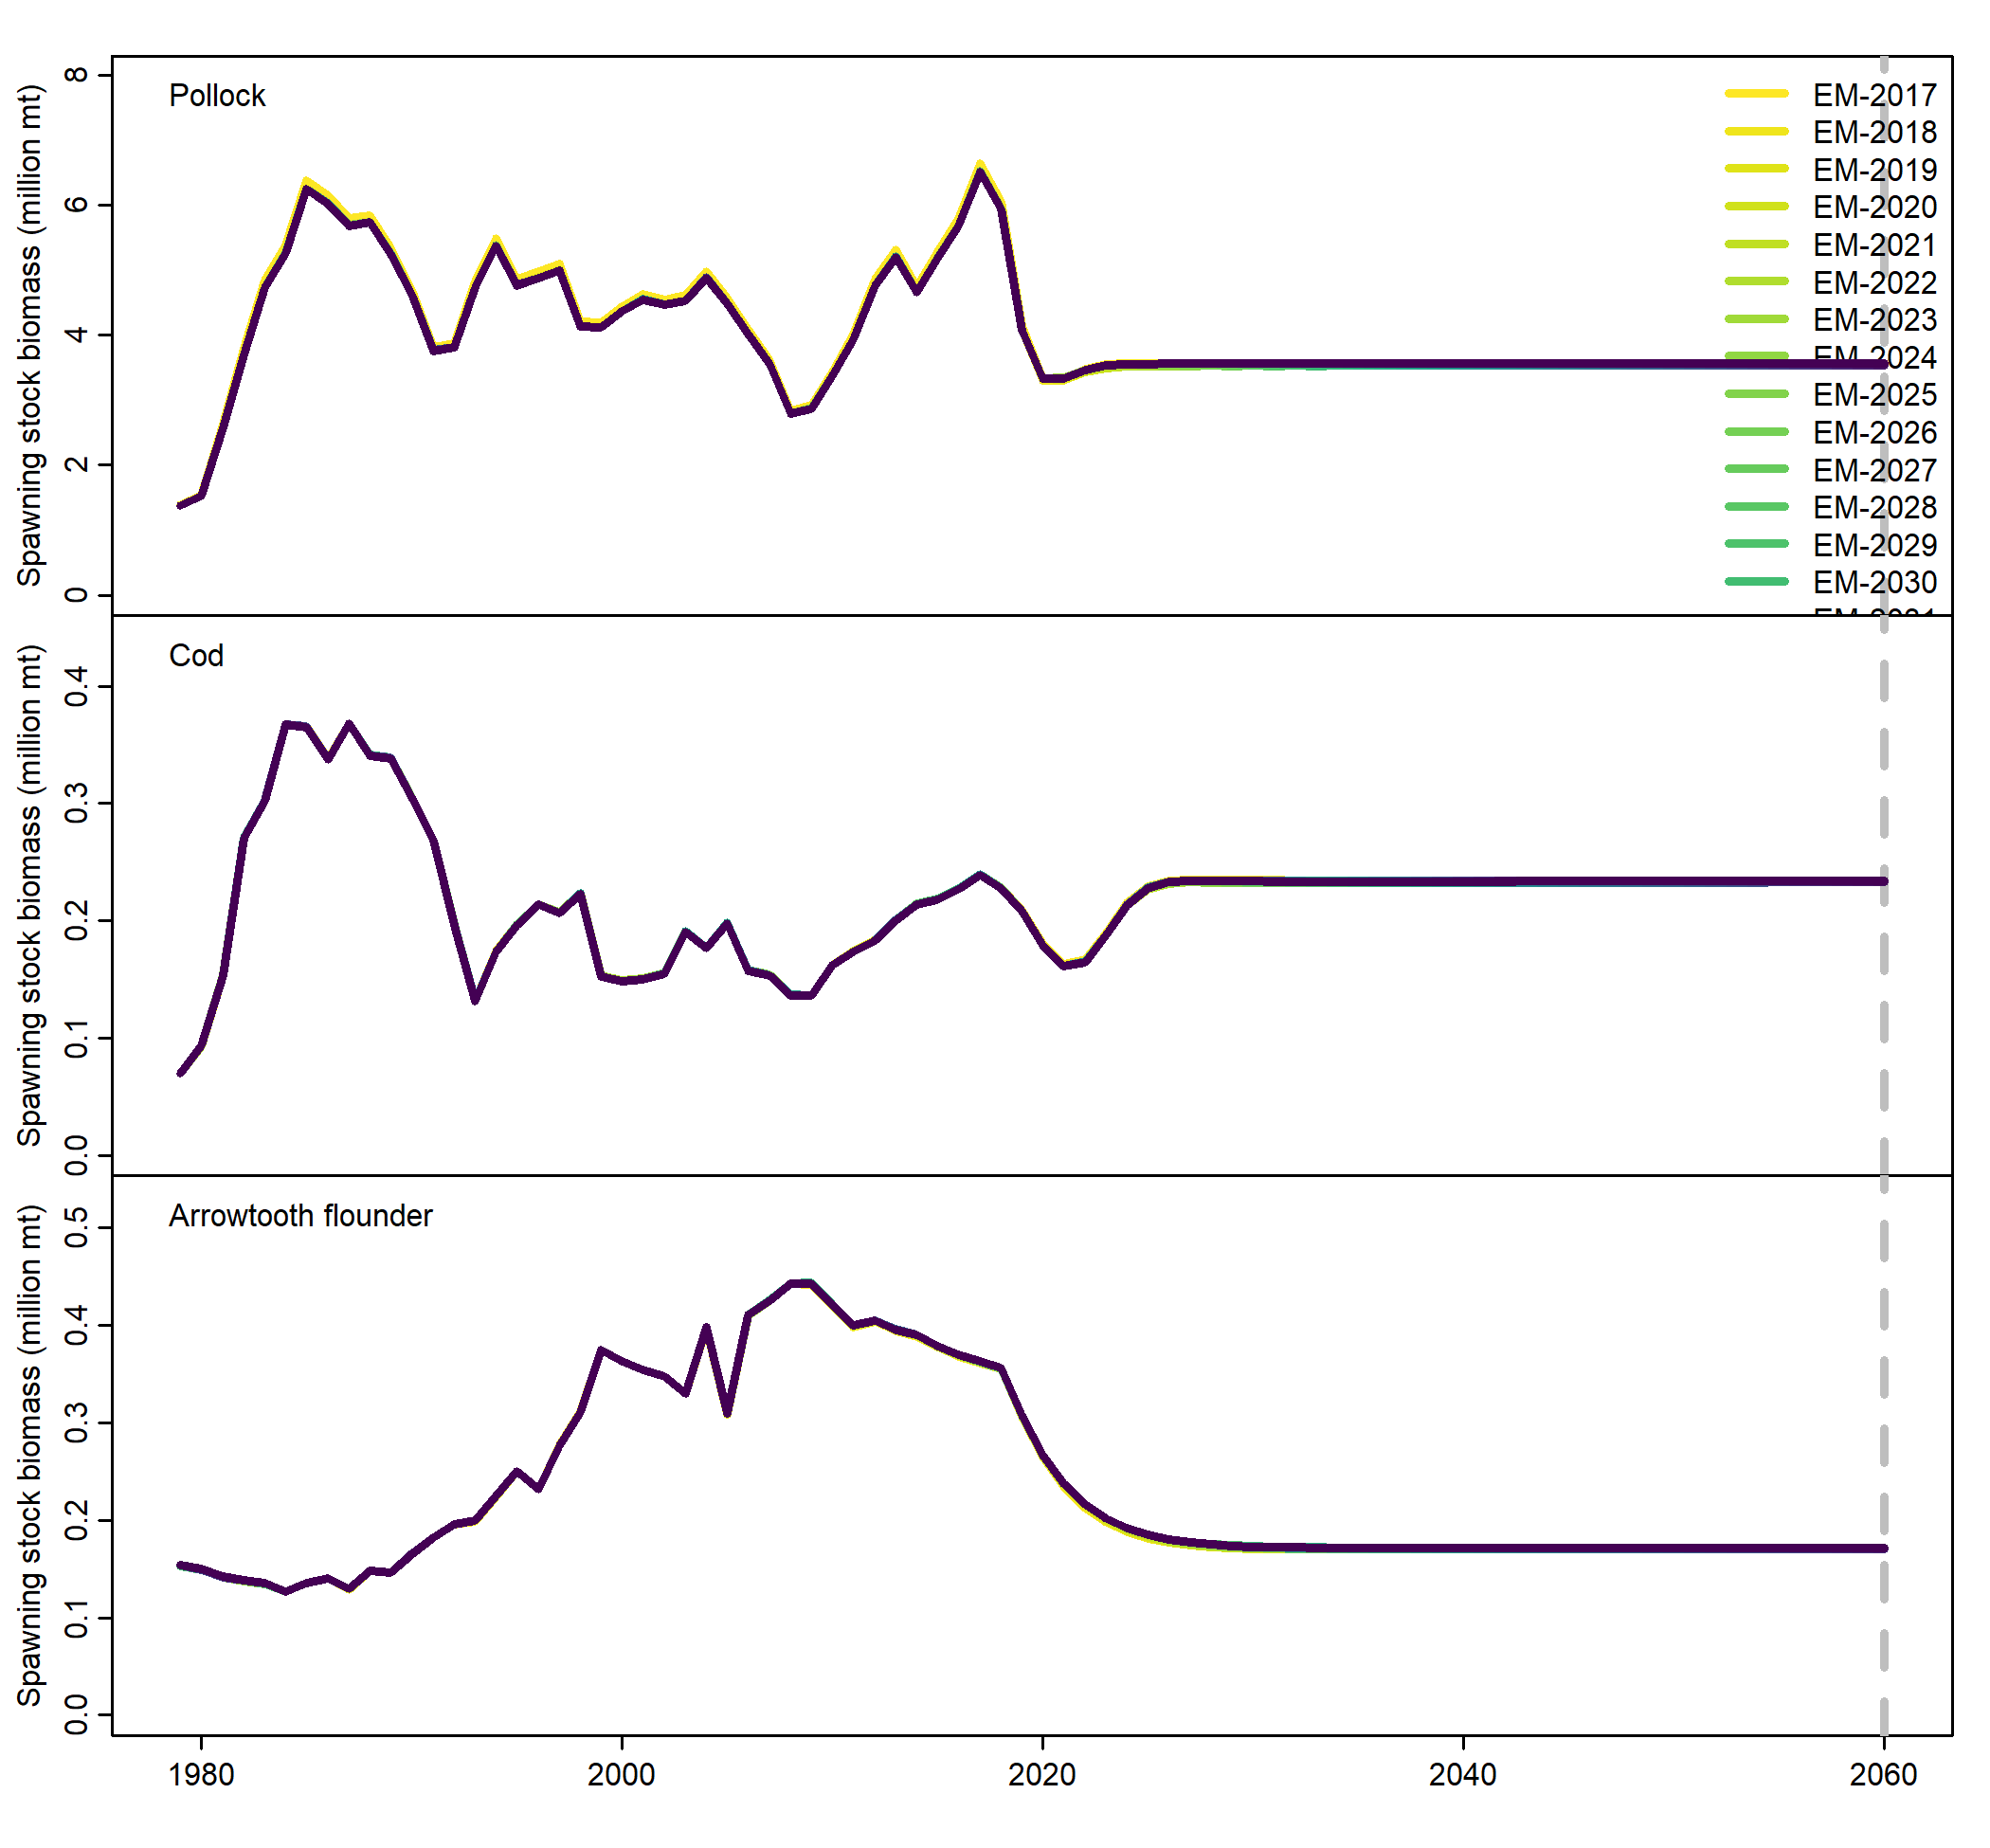 Spawning stock biomass (million mt)
8
6
4
2
0
Pollock
EM-2017
EM-2018
EM-2019
EM-2020
EM-2021
EM-2022
EM-2023
EM-2024
EM-2025
EM-2026
EM-2027
EM-2028
EM-2029
EM-2030
Spawning stock biomass (million mt)
0.4
0.3
0.2
0.1
0.0
Cod
Spawning stock biomass (million mt)
0.5
0.4
0.3
0.2
0.1
0.0
Arrowtooth flounder
1980 2000 2020 2040 2060